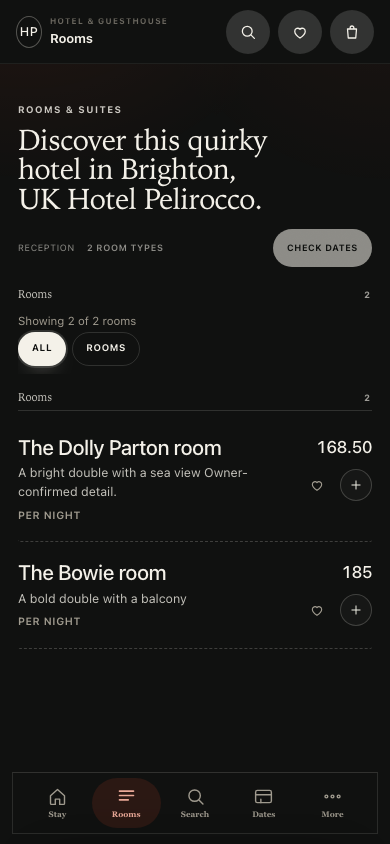 HP
HOTEL & GUESTHOUSE
Rooms
ROOMS & SUITES
Discover this quirky
hotel in Brighton,
UK Hotel Pelirocco.
RECEPTION 2 ROOM TYPES
CHECK DATES
Rooms 2
Showing 2 of 2 rooms
ALL ROOMS
Rooms 2
The Dolly Parton room 168.50
A bright double with a sea view Owner-
confirmed detail.
PER NIGHT
The Bowie room 185
A bold double with a balcony
PER NIGHT
Stay Rooms Search Dates More